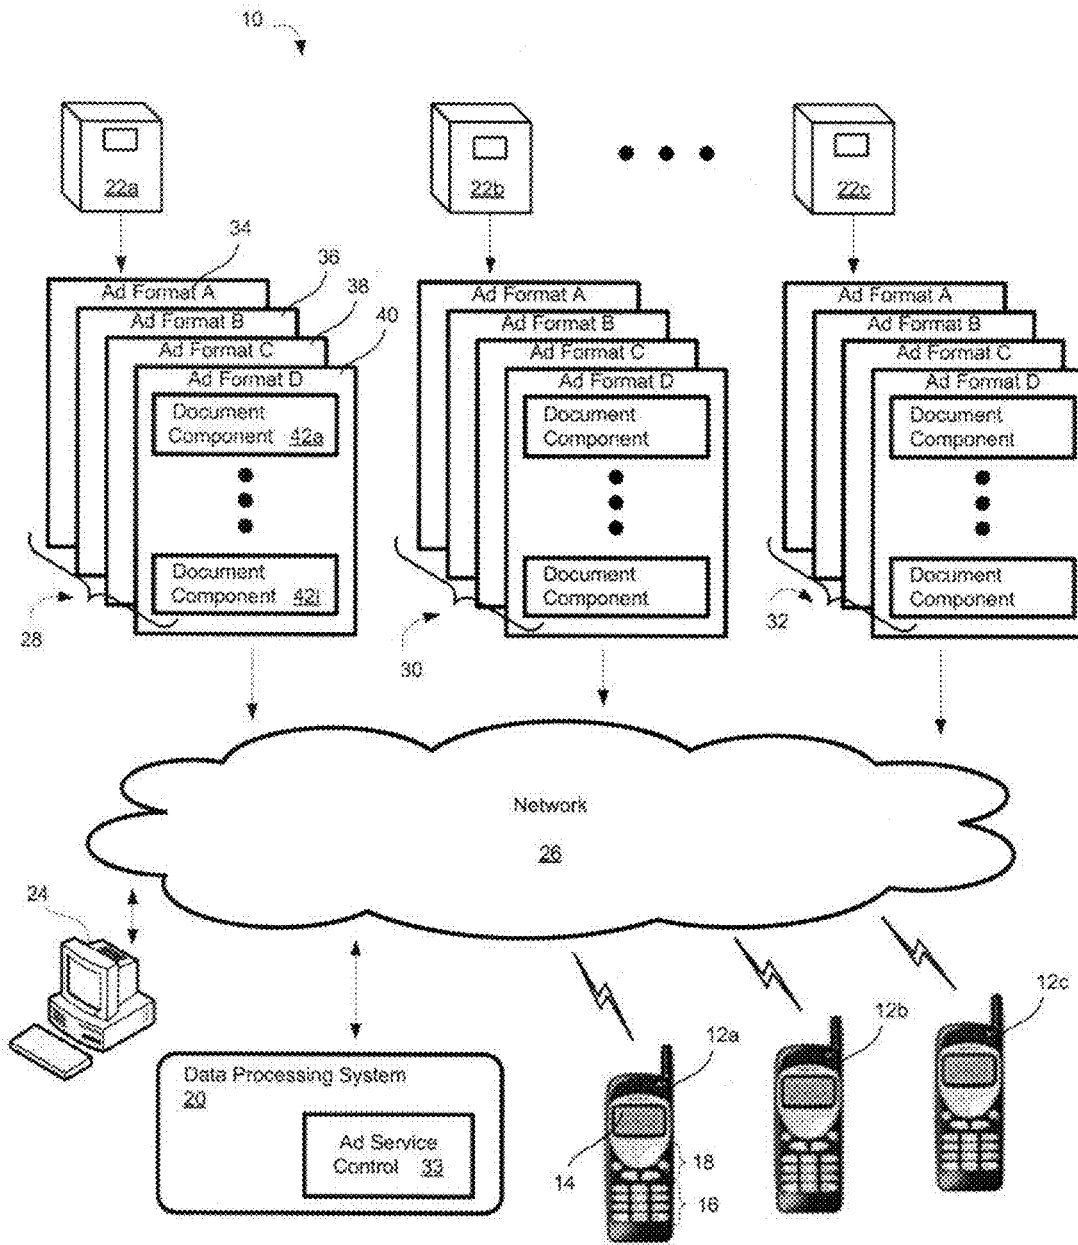 10
22a
22b
22c
34
36
38
40
Ad Format A
Ad Format B
Ad Format C
Ad Format D
Document
Component 42a
Document
Component 42i
28
Ad Format A
Ad Format B
Ad Format C
Ad Format D
Document
Component
Document
Component
30
Ad Format A
Ad Format B
Ad Format C
Ad Format D
Document
Component
Document
Component
32
Network
26
24
Data Processing System
20
Ad Service
Control 33
12a
12b
12c
14
18
16